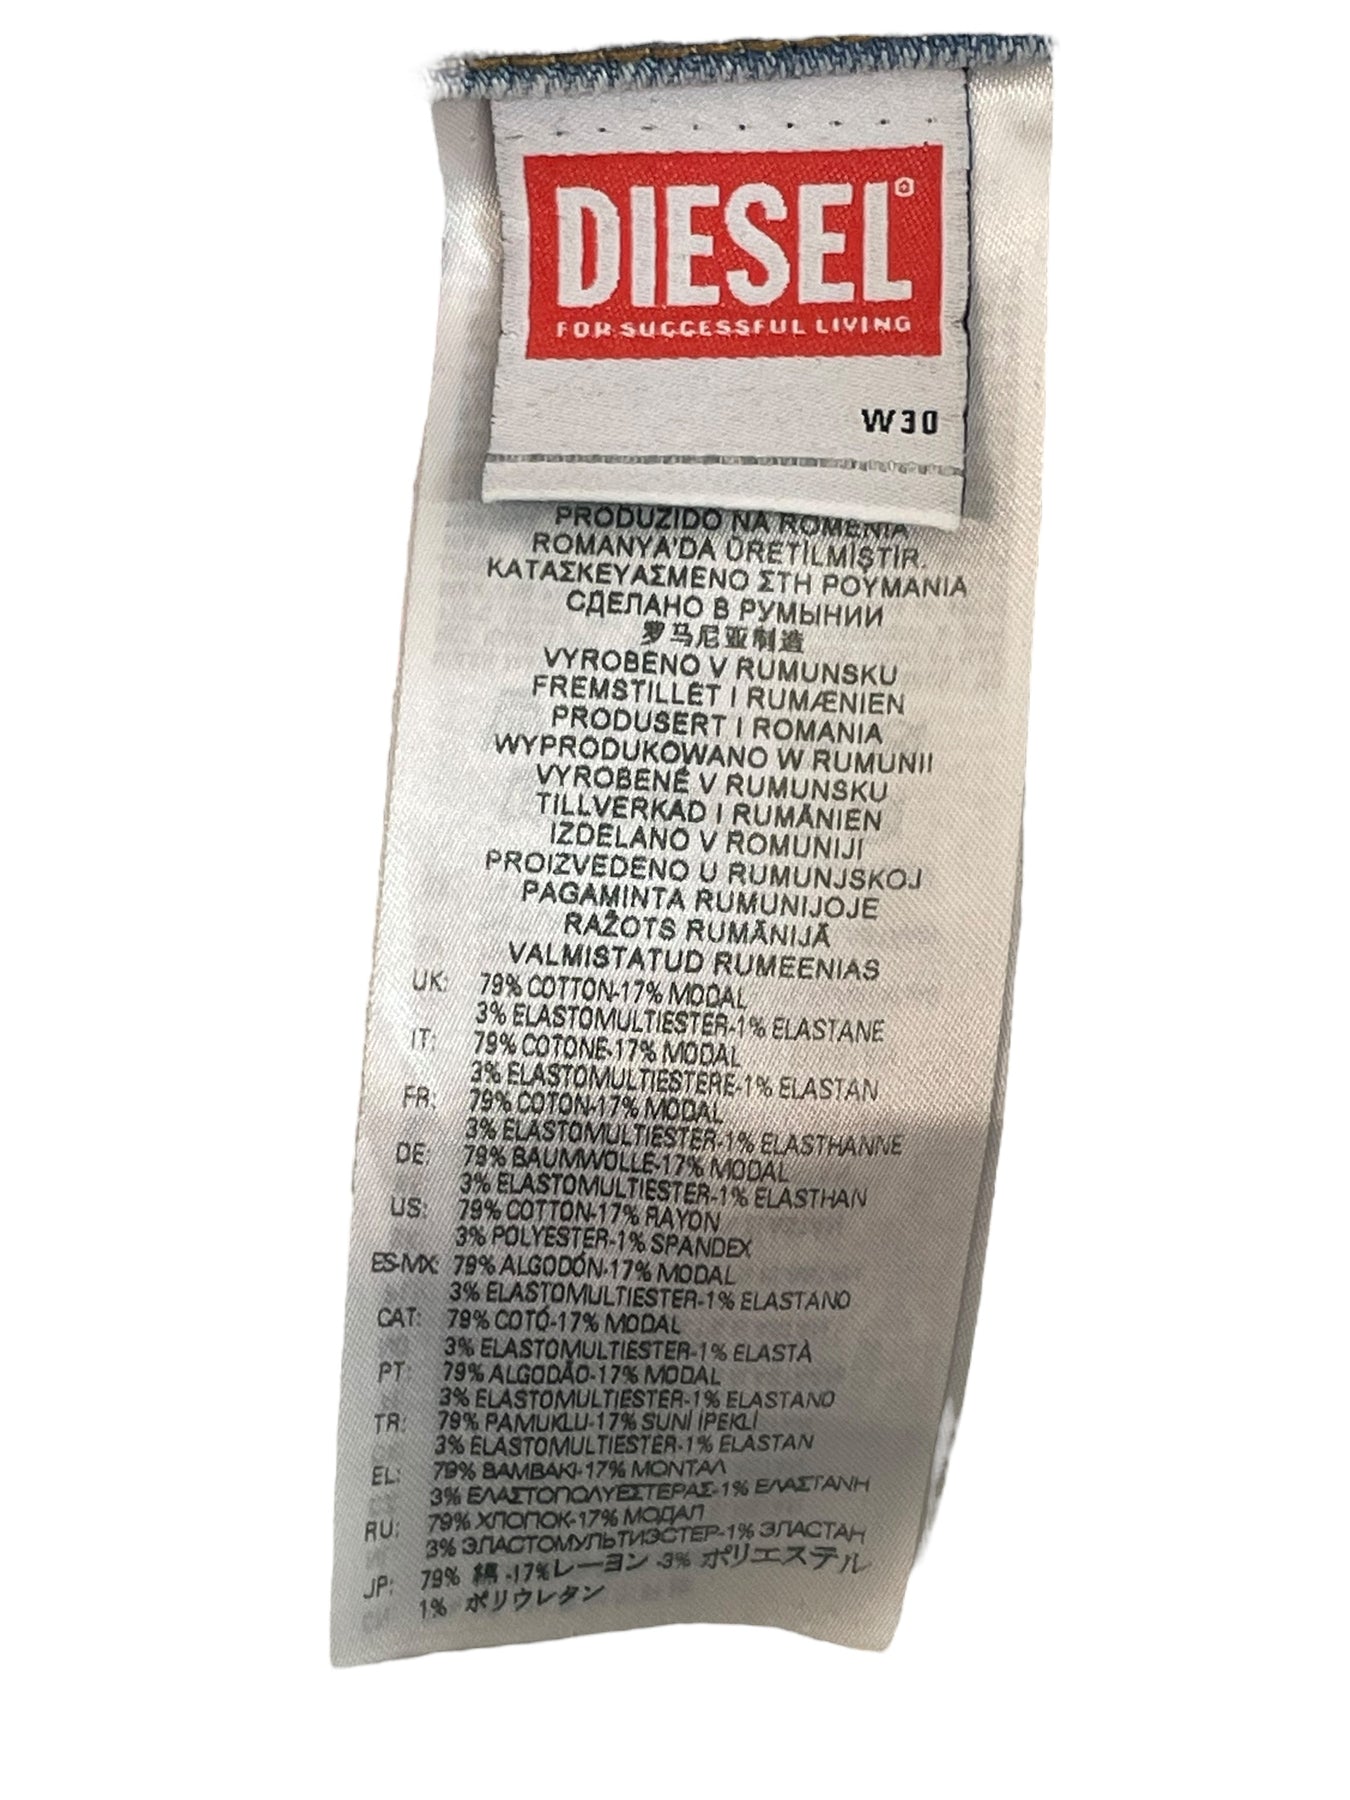 DIESEL
FOR SUCCESSFUL LIVING
W30
PRODUZIDO NA ROMENIA
ROMANYA'DA ÜRETİLMİŞTİR.
ΚΑΤΑΣΚΕΥΑΣΜΕΝΟ ΣΤΗ ΡΟΥΜΑΝΙΑ
СДЕЛАНО В РУМЫНИИ
罗马尼亚制造
VYROBENO V RUMUNSKU
FREMSTILLET I RUMÆNIEN
PRODUSERT I ROMANIA
WYPRODUKOWANO W RUMUNII
VYROBENÉ V RUMUNSKU
TILLVERKAD I RUMÄNIEN
IZDELANO V ROMUNIJI
PROIZVEDENO U RUMUNJSKOJ
PAGAMINTA RUMUNIJOJE
RAŽOTS RUMĀNIJĀ
VALMISTATUD RUMEENIAS
UK: 79% COTTON-17% MODAL
3% ELASTOMULTIESTER-1% ELASTANE
IT: 79% COTONE-17% MODAL
3% ELASTOMULTIESTERE-1% ELASTAN
FR: 79% COTON-17% MODAL
3% ELASTOMULTIESTER-1% ELASTHANNE
DE: 79% BAUMWOLLE-17% MODAL
3% ELASTOMULTIESTER-1% ELASTHAN
US: 79% COTTON-17% RAYON
3% POLYESTER-1% SPANDEX
ES-MX: 79% ALGODÓN-17% MODAL
3% ELASTOMULTIESTER-1% ELASTANO
CAT: 79% COTÓ-17% MODAL
3% ELASTOMULTIESTER-1% ELASTÀ
PT: 79% ALGODÃO-17% MODAL
3% ELASTOMULTIESTER-1% ELASTANO
TR: 79% PAMUKLU-17% SUNİ İPEKLİ
3% ELASTOMULTIESTER-1% ELASTAN
EL: 79% ΒΑΜΒΑΚΙ-17% ΜΟΝΤΑΛ
3% ΕΛΑΣΤΟΠΟΛΥΕΣΤΕΡΑΣ-1% ΕΛΑΣΤΑΝΗ
RU: 79% ХЛОПОК-17% МОДАЛ
3% ЭЛАСТОМУЛЬТИЭСТЕР-1% ЭЛАСТАН
JP: 79% 綿 -17%レーヨン -3% ポリエステル
1% ポリウレタン